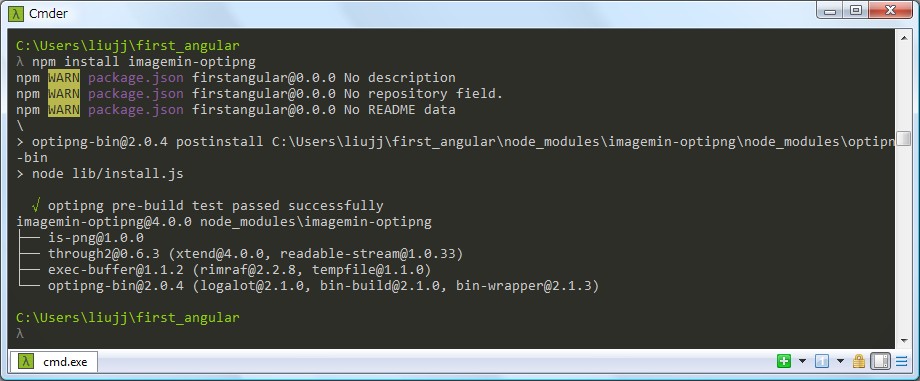 λ Cmder
C:\Users\liujj\first_angular
λ npm install imagemin-optipng
npm WARN package.json firstangular@0.0.0 No description
npm WARN package.json firstangular@0.0.0 No repository field.
npm WARN package.json firstangular@0.0.0 No README data
\
> optipng-bin@2.0.4 postinstall C:\Users\liujj\first_angular\node_modules\imagemin-optipng\node_modules\optipn
-bin
> node lib/install.js
√ optipng pre-build test passed successfully
imagemin-optipng@4.0.0 node_modules\imagemin-optipng
├── is-png@1.0.0
├── through2@0.6.3 (xtend@4.0.0, readable-stream@1.0.33)
├── exec-buffer@1.1.2 (rimraf@2.2.8, tempfile@1.1.0)
└── optipng-bin@2.0.4 (logalot@2.1.0, bin-build@2.1.0, bin-wrapper@2.1.3)
C:\Users\liujj\first_angular
λ
λ cmd.exe